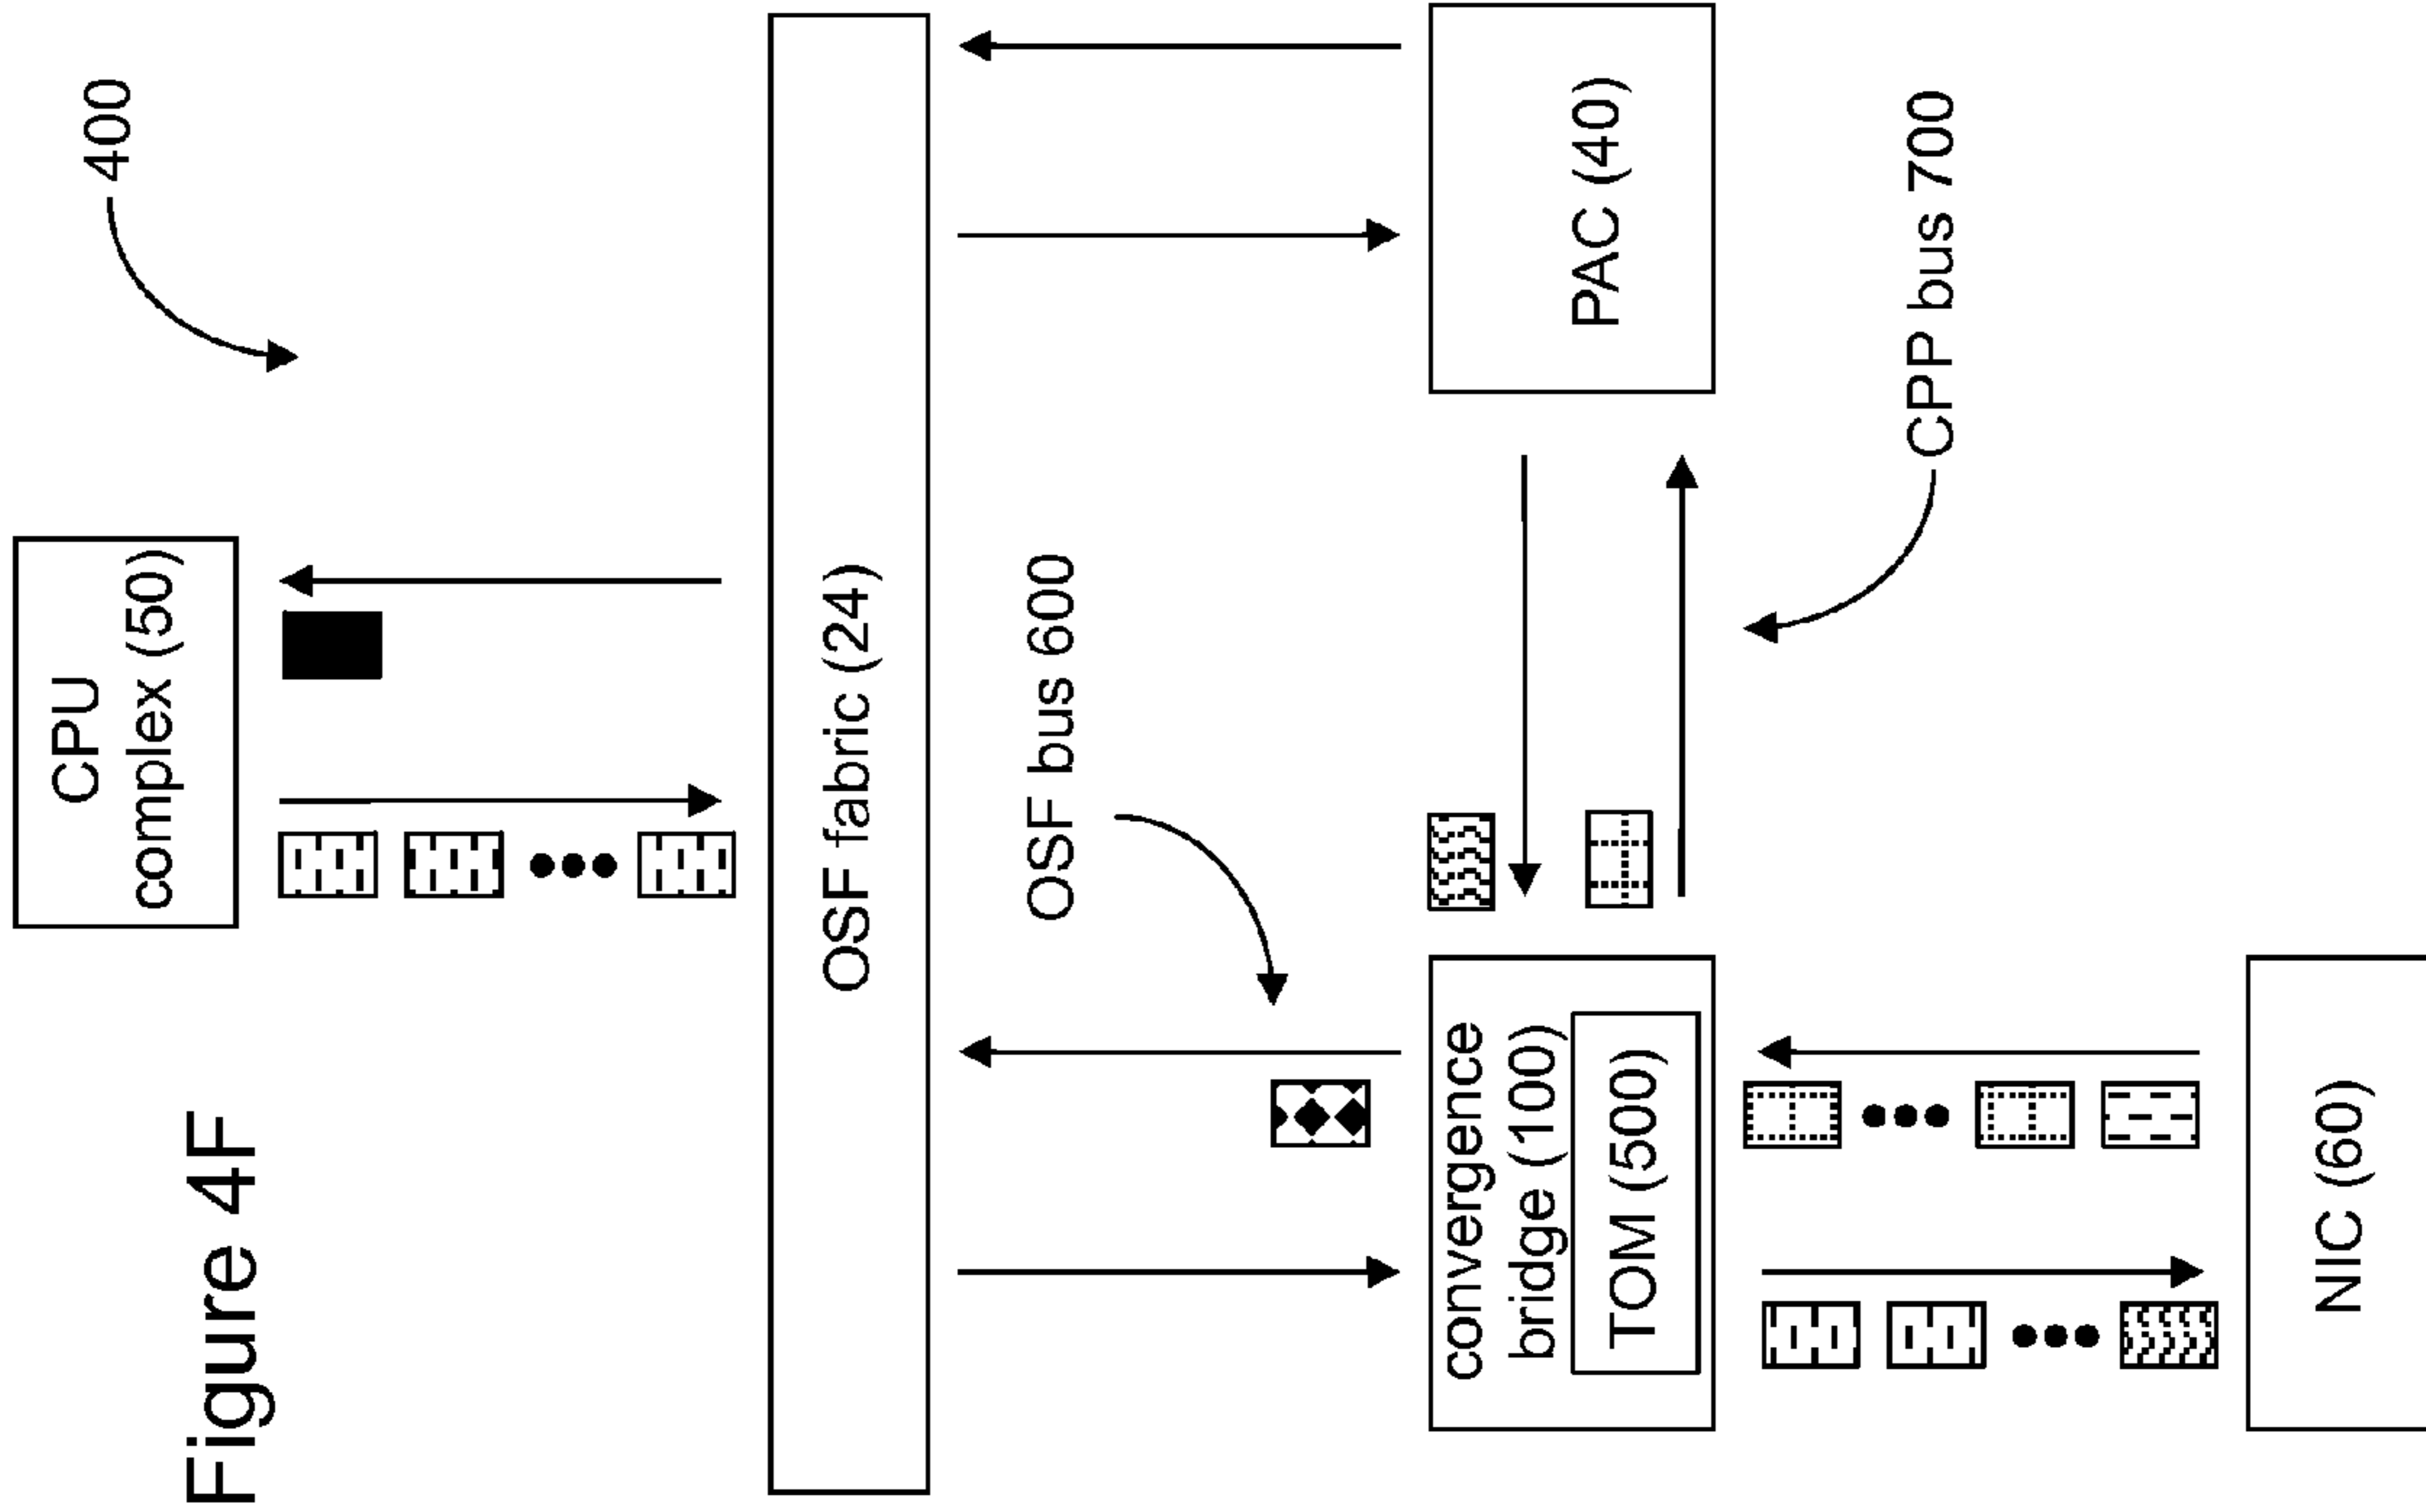 Figure 4F
400
CPU
complex (50)
OSF fabric (24)
OSF bus 600
convergence
bridge (100)
TOM (500)
PAC (40)
CPP bus 700
NIC (60)